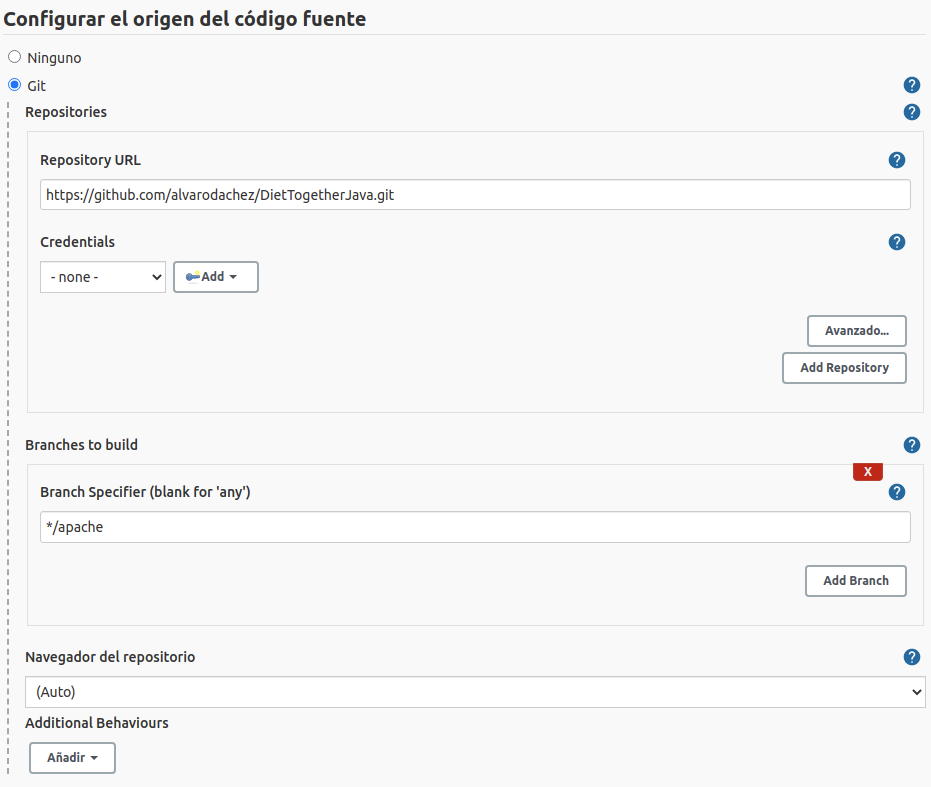 Configurar el origen del código fuente
Ninguno
Git
Repositories
Repository URL
https://github.com/alvarodachez/DietTogetherJava.git
Credentials
- none -
Add
Avanzado...
Add Repository
Branches to build
X
Branch Specifier (blank for 'any')
*/apache
Add Branch
Navegador del repositorio
(Auto)
Additional Behaviours
Añadir